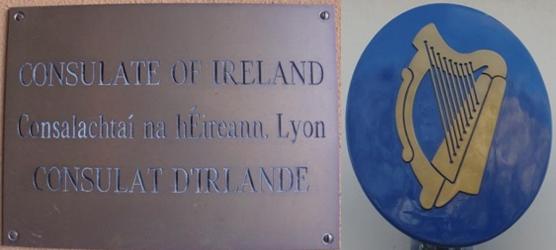 CONSULATE OF IRELAND
Consalachtaí na hÉireann, Lyon
CONSULAT D'IRLANDE